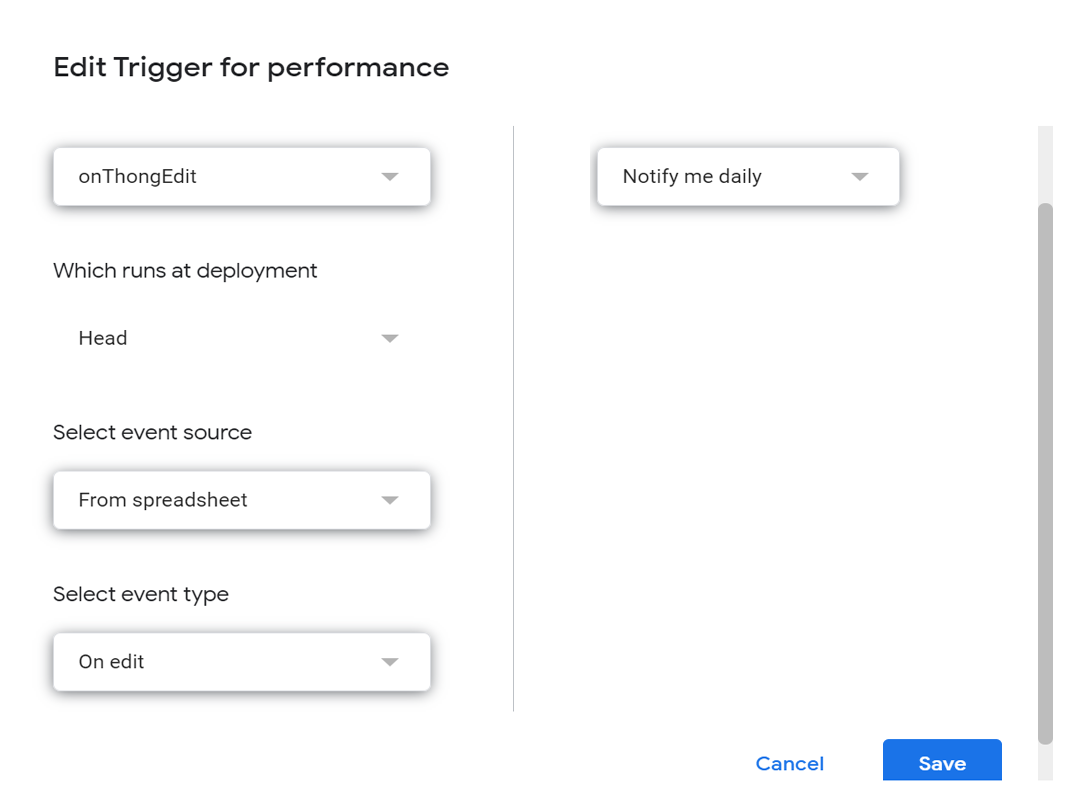 Edit Trigger for performance
onThongEdit
Notify me daily
Which runs at deployment
Head
Select event source
From spreadsheet
Select event type
On edit
Cancel
Save